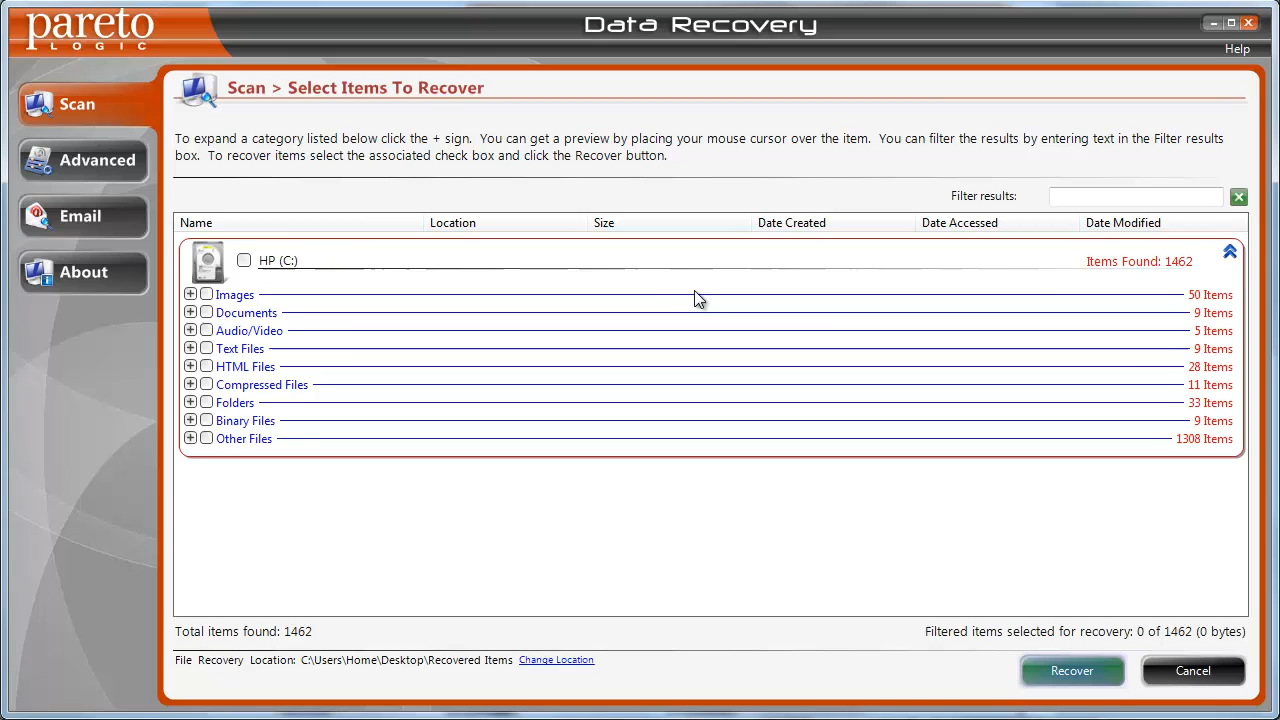 pareto
LOGIC
Data Recovery
Help
Scan
Advanced
Email
About
Scan > Select Items To Recover
To expand a category listed below click the + sign. You can get a preview by placing your mouse cursor over the item. You can filter the results by entering text in the Filter results
box. To recover items select the associated check box and click the Recover button.
Filter results:
Name Location Size Date Created Date Accessed Date Modified
HP (C:) Items Found: 1462
Images 50 Items
Documents 9 Items
Audio/Video 5 Items
Text Files 9 Items
HTML Files 28 Items
Compressed Files 11 Items
Folders 33 Items
Binary Files 9 Items
Other Files 1308 Items
Total items found: 1462 Filtered items selected for recovery: 0 of 1462 (0 bytes)
File Recovery Location: C:\Users\Home\Desktop\Recovered Items Change Location
Recover Cancel